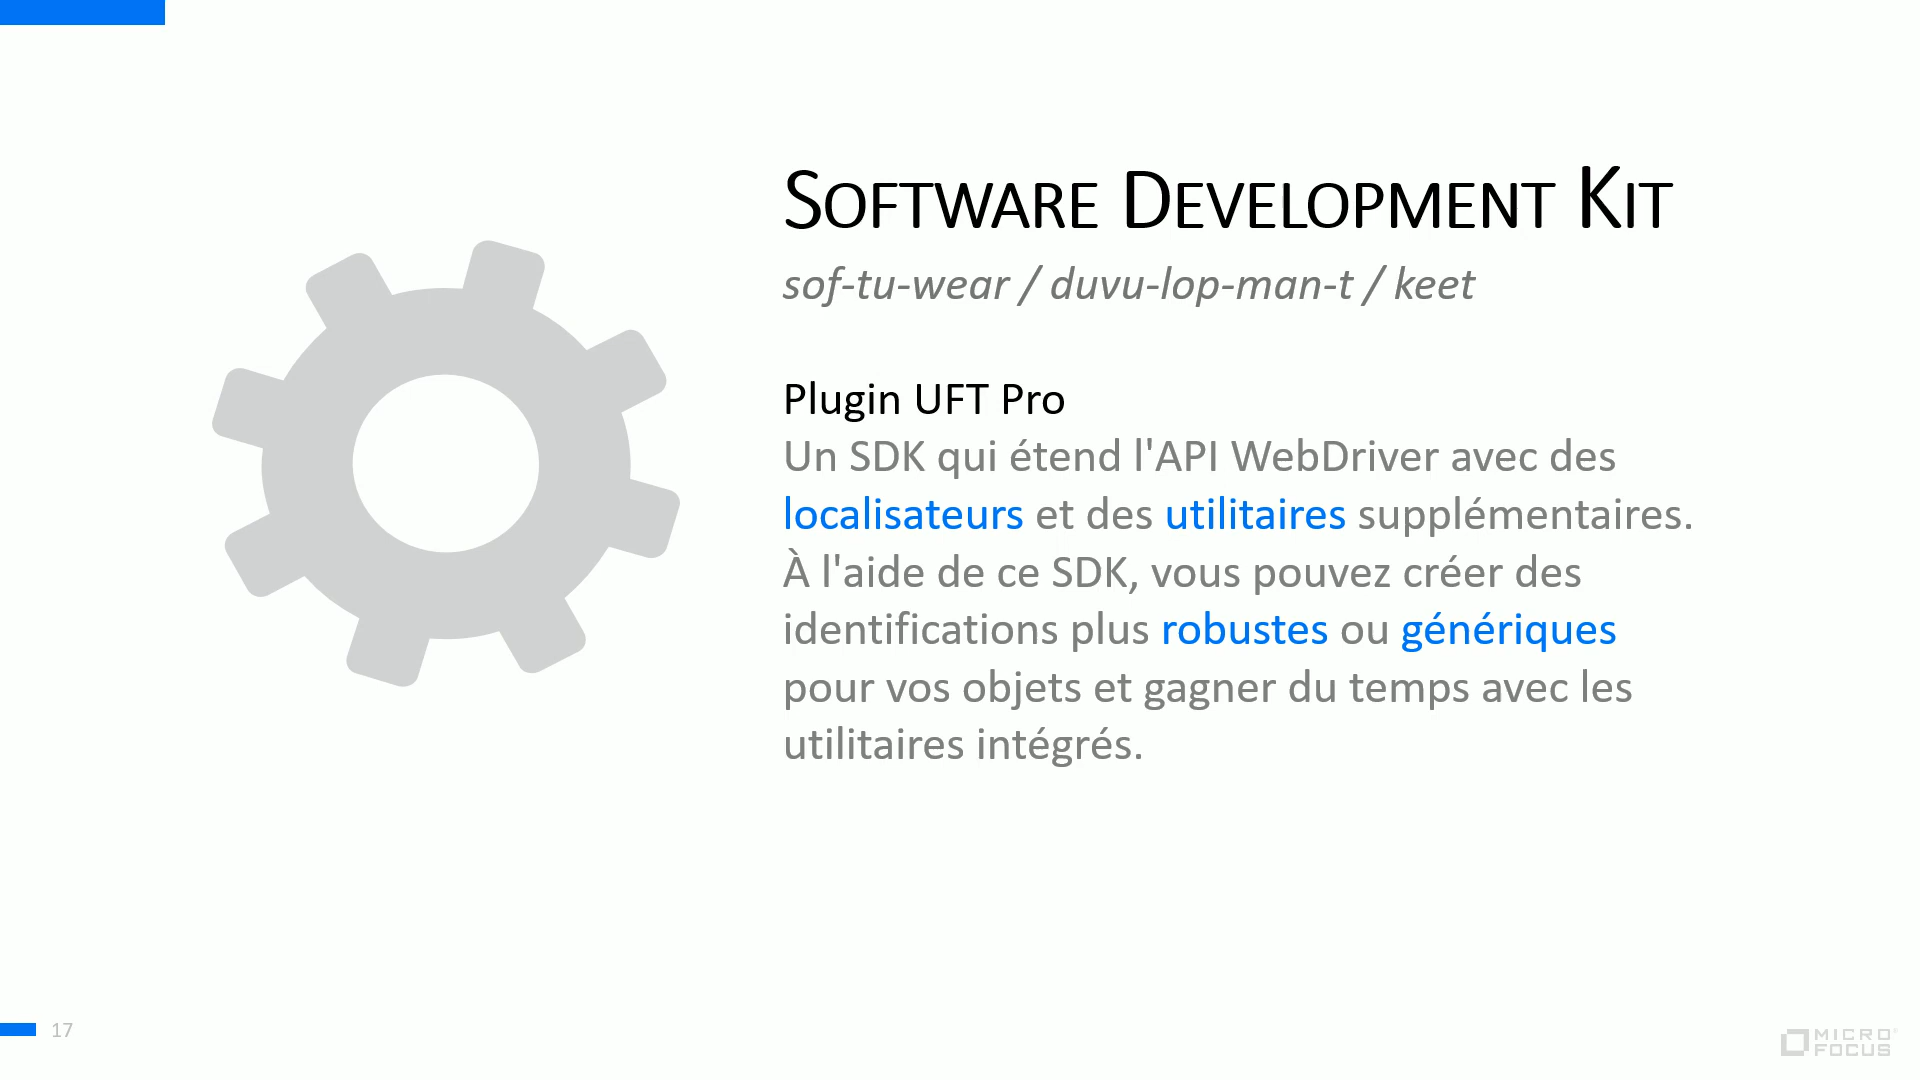 SOFTWARE DEVELOPMENT KIT
sof-tu-wear / duvu-lop-man-t / keet
Plugin UFT Pro
Un SDK qui étend l'API WebDriver avec des
localisateurs et des utilitaires supplémentaires.
À l'aide de ce SDK, vous pouvez créer des
identifications plus robustes ou génériques
pour vos objets et gagner du temps avec les
utilitaires intégrés.
17
MICRO
FOCUS